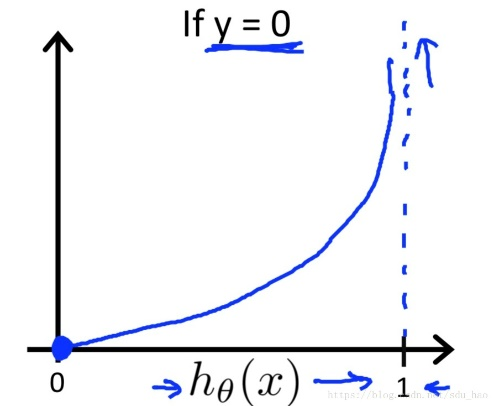 If y = 0
0
hθ(x)
1